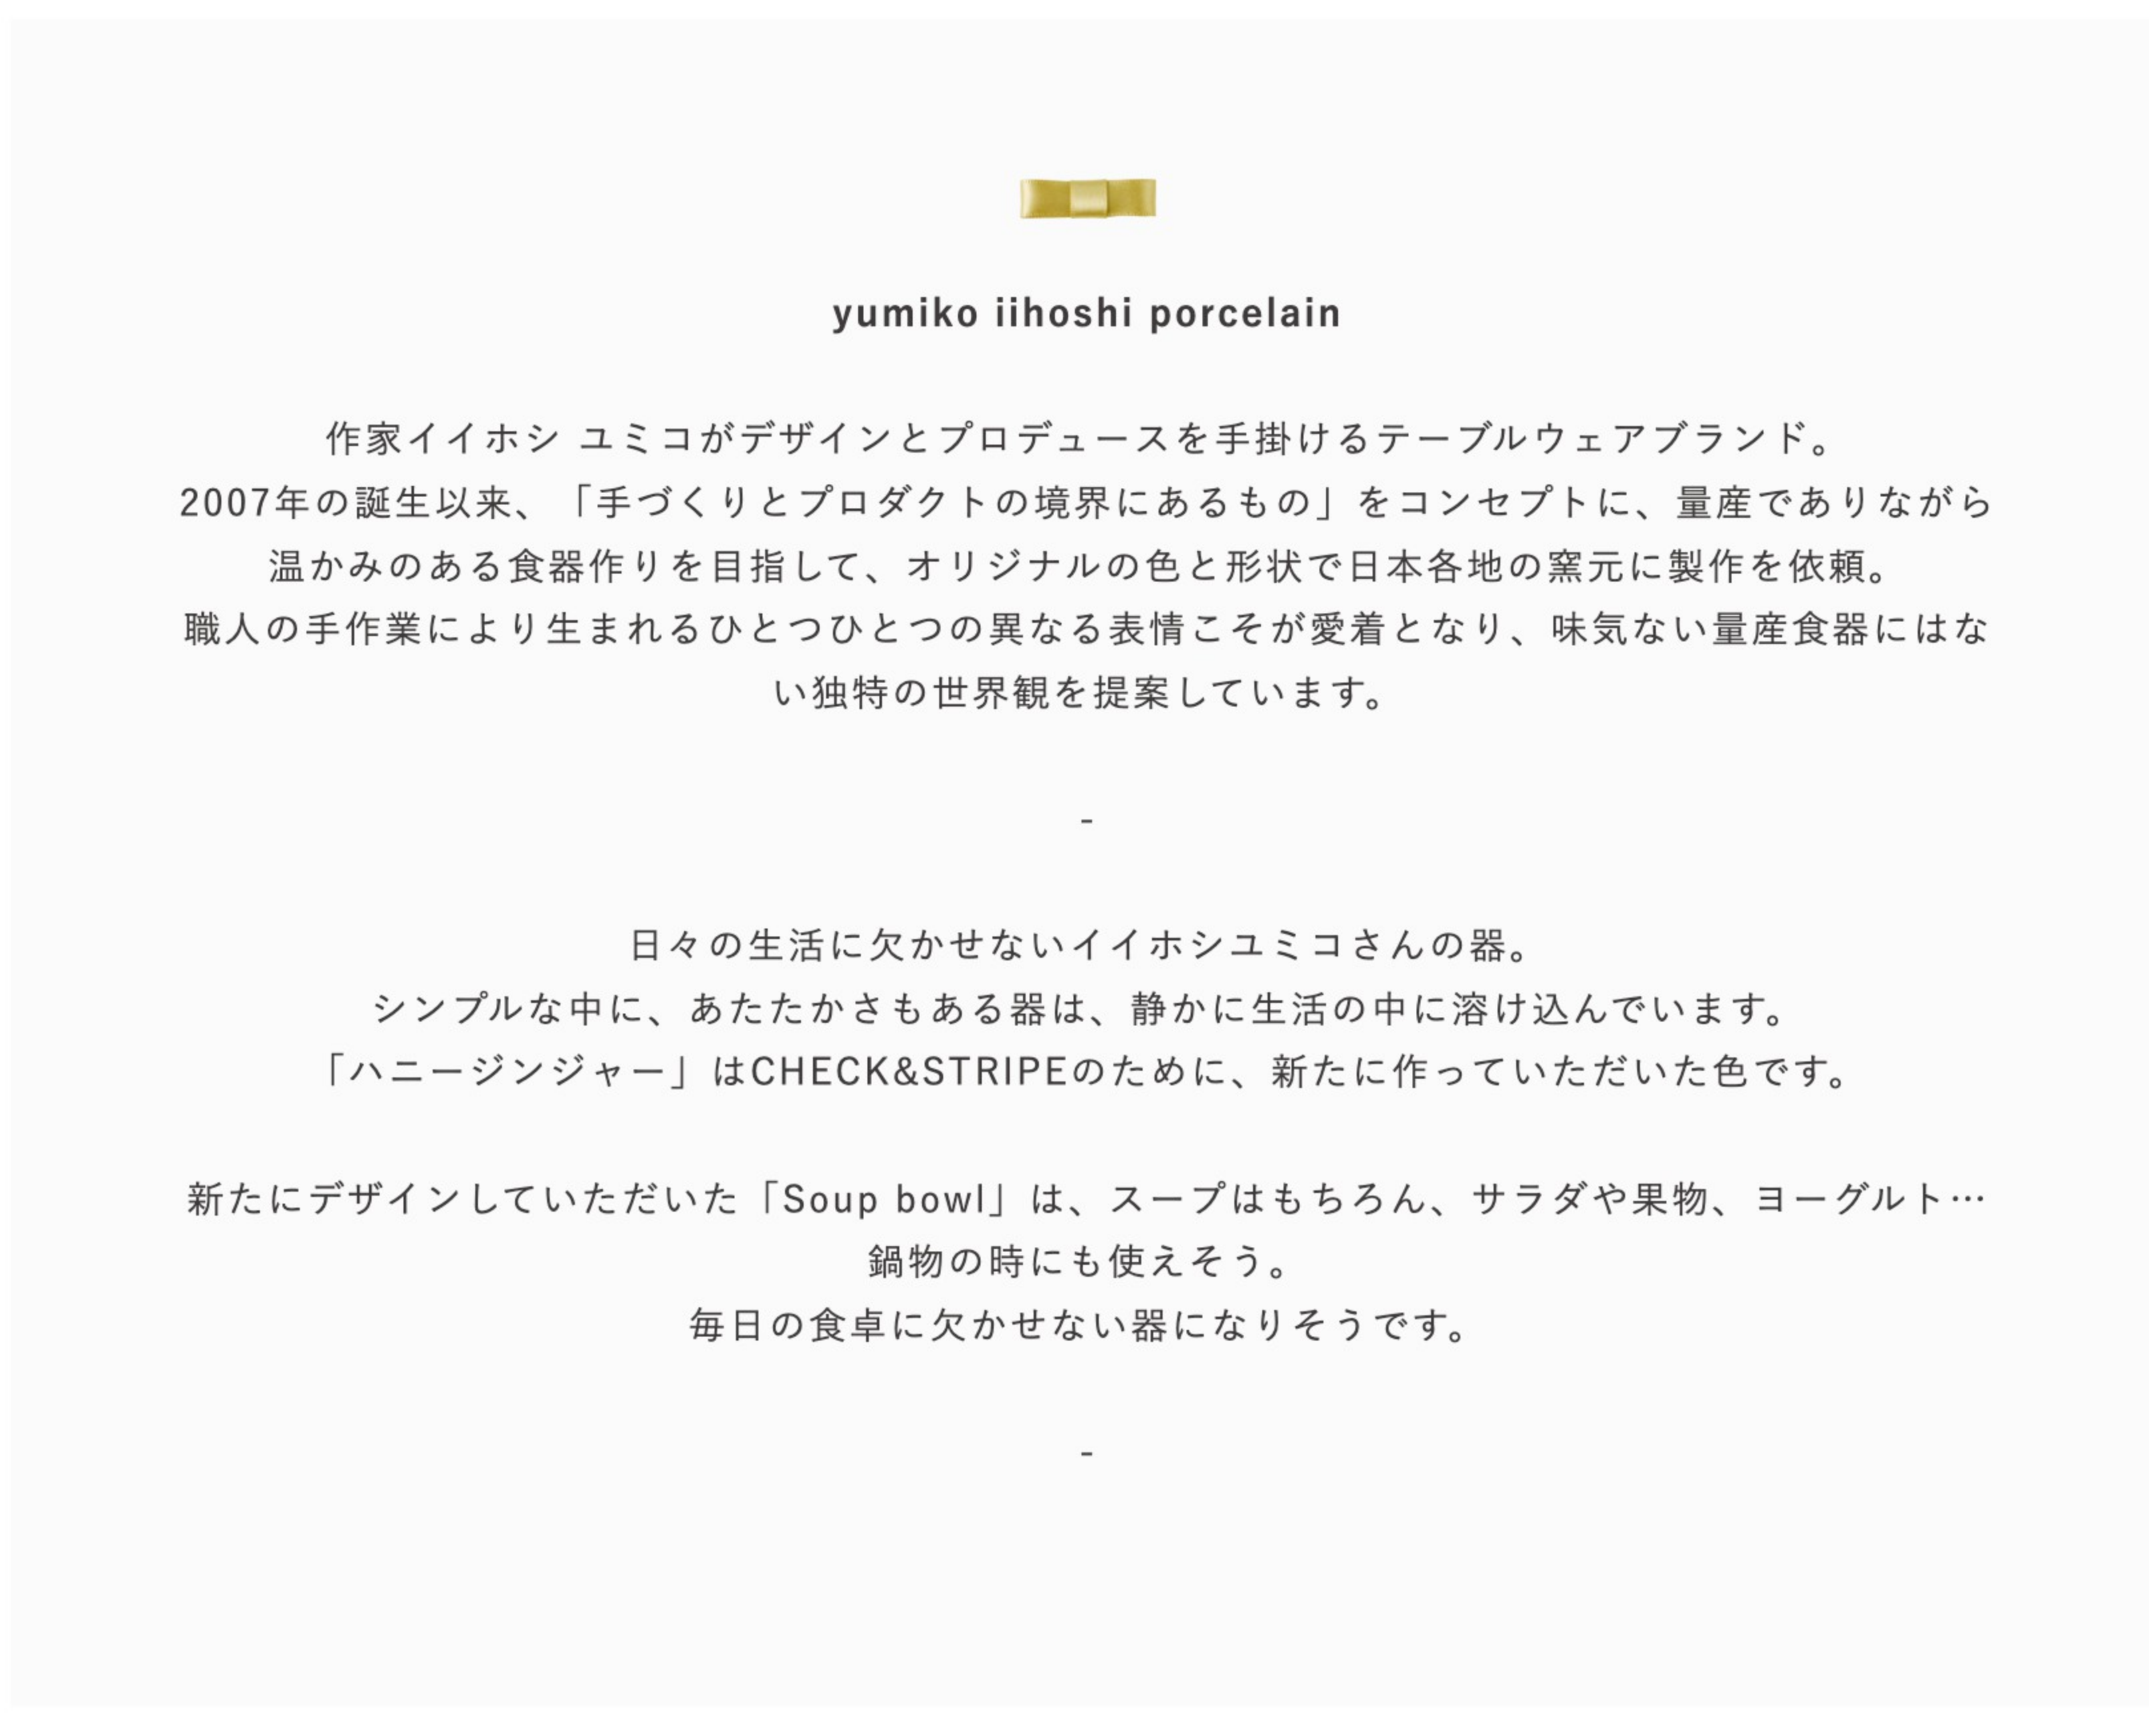 yumiko iihoshi porcelain
作家イイホシ ユミコがデザインとプロデュースを手掛けるテーブルウェアブランド。
2007年の誕生以来、「手づくりとプロダクトの境界にあるもの」をコンセプトに、量産でありながら
温かみのある食器作りを目指して、オリジナルの色と形状で日本各地の窯元に製作を依頼。
職人の手作業により生まれるひとつひとつの異なる表情こそが愛着となり、味気ない量産食器にはな
い独特の世界観を提案しています。
-
日々の生活に欠かせないイイホシユミコさんの器。
シンプルな中に、あたたかさもある器は、静かに生活の中に溶け込んでいます。
「ハニージンジャー」はCHECK&STRIPEのために、新たに作っていただいた色です。
新たにデザインしていただいた「Soup bowl」は、スープはもちろん、サラダや果物、ヨーグルト…
鍋物の時にも使えそう。
毎日の食卓に欠かせない器になりそうです。
-